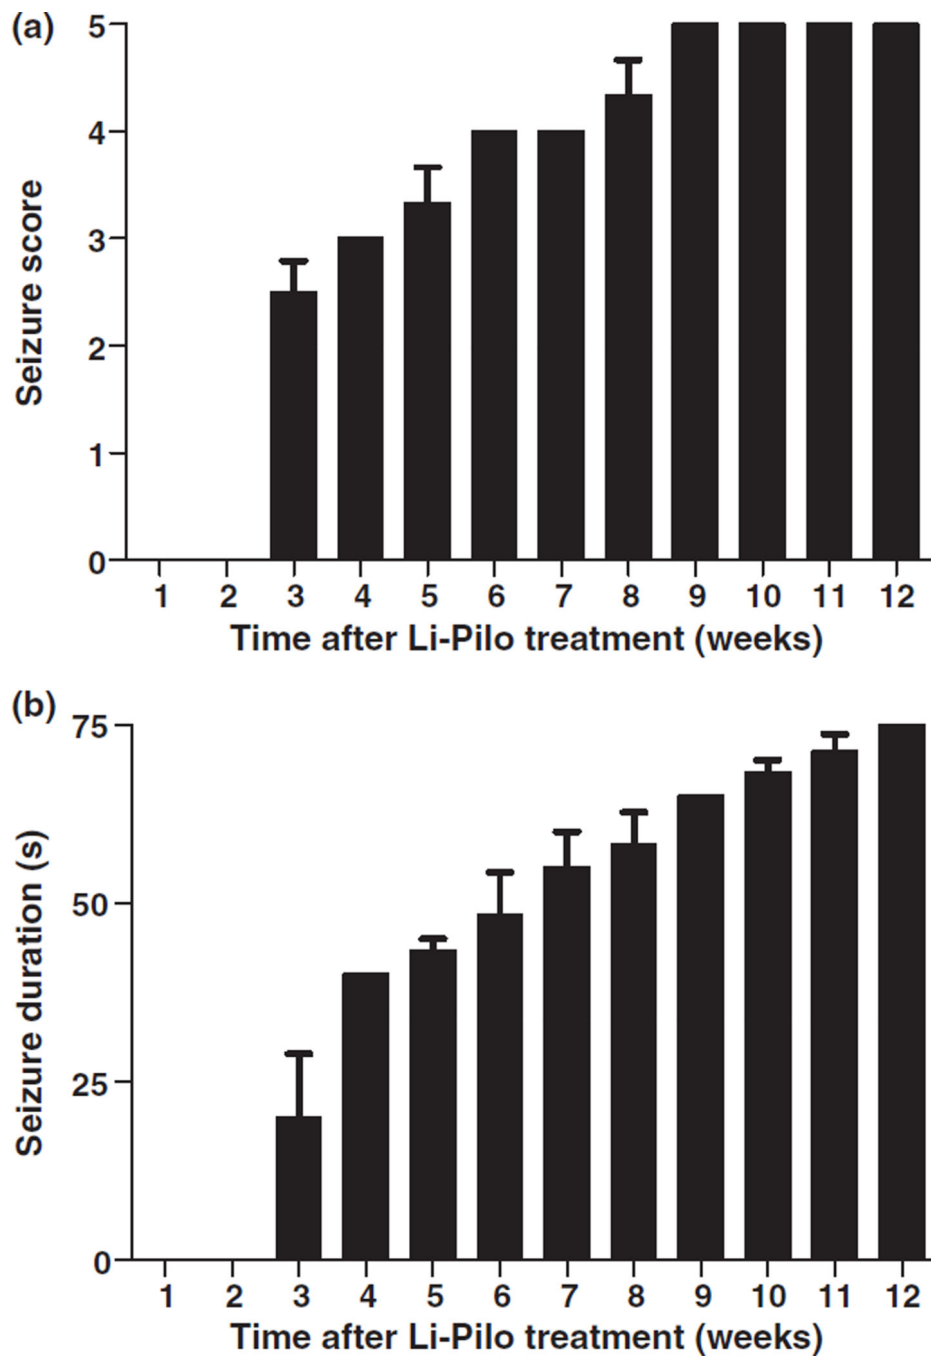 (a)
5
4
3
2
1
0
Seizure score
1 2 3 4 5 6 7 8 9 10 11 12
Time after Li-Pilo treatment (weeks)
(b)
75
50
25
0
Seizure duration (s)
1 2 3 4 5 6 7 8 9 10 11 12
Time after Li-Pilo treatment (weeks)